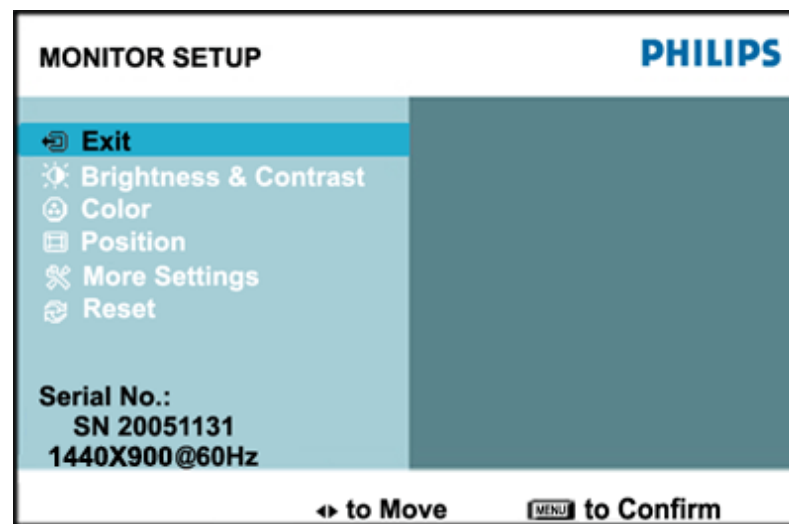 MONITOR SETUP PHILIPS
Exit
Brightness & Contrast
Color
Position
More Settings
Reset
Serial No.:
SN 20051131
1440X900@60Hz
to Move MENU to Confirm